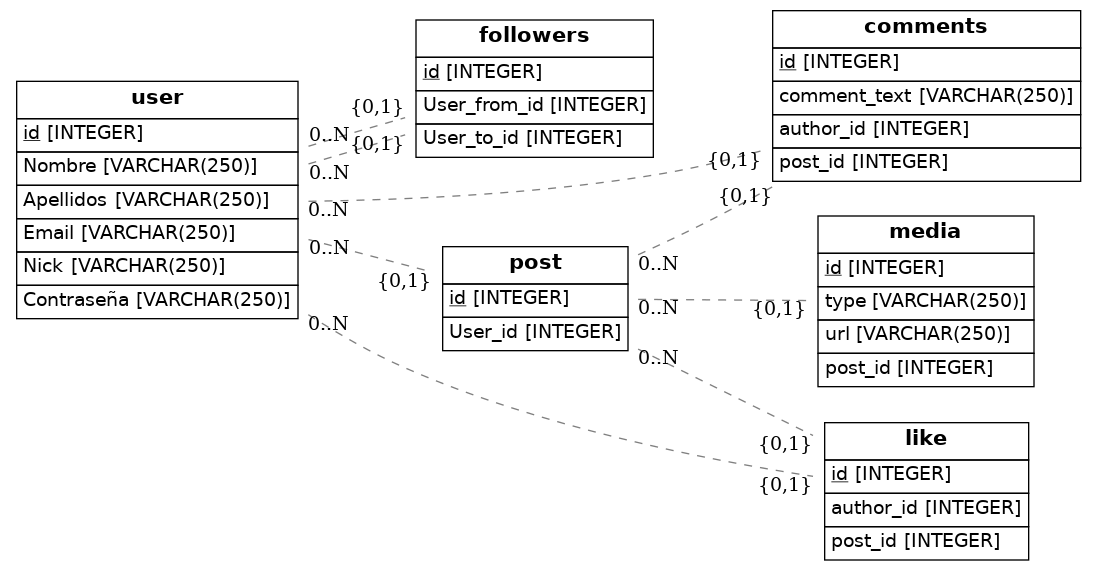 user
id [INTEGER]
Nombre [VARCHAR(250)]
Apellidos [VARCHAR(250)]
Email [VARCHAR(250)]
Nick [VARCHAR(250)]
Contraseña [VARCHAR(250)]
followers
id [INTEGER]
User_from_id [INTEGER]
User_to_id [INTEGER]
{0,1}
0..N
{0,1}
0..N
comments
id [INTEGER]
comment_text [VARCHAR(250)]
author_id [INTEGER]
post_id [INTEGER]
{0,1}
0..N
{0,1}
0..N
post
id [INTEGER]
User_id [INTEGER]
0..N
{0,1}
media
id [INTEGER]
type [VARCHAR(250)]
url [VARCHAR(250)]
post_id [INTEGER]
0..N
{0,1}
like
id [INTEGER]
author_id [INTEGER]
post_id [INTEGER]
0..N
{0,1}
0..N
{0,1}